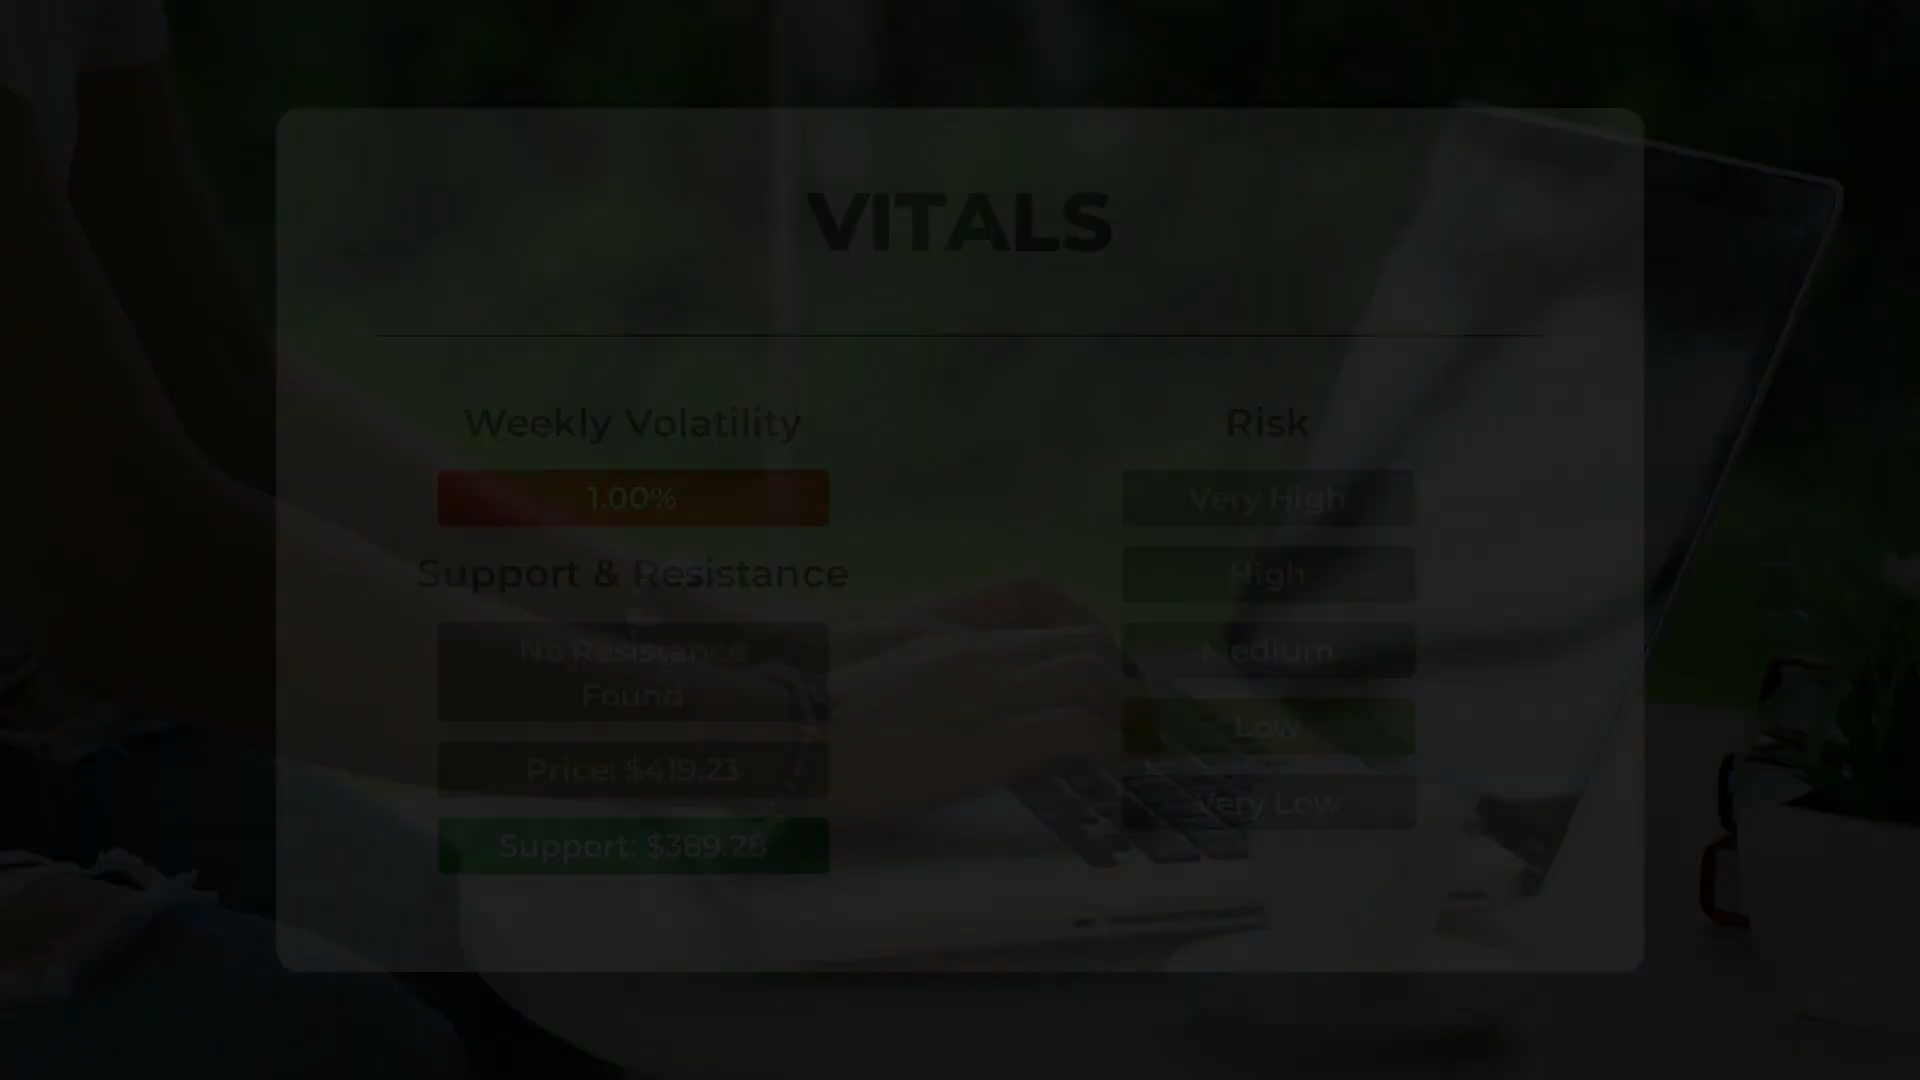 VITALS
Weekly Volatility
1.00%
Support & Resistance
No Resistance
Found
Price: $419.23
Support: $389.28
Risk
Very High
High
Medium
Low
Very Low